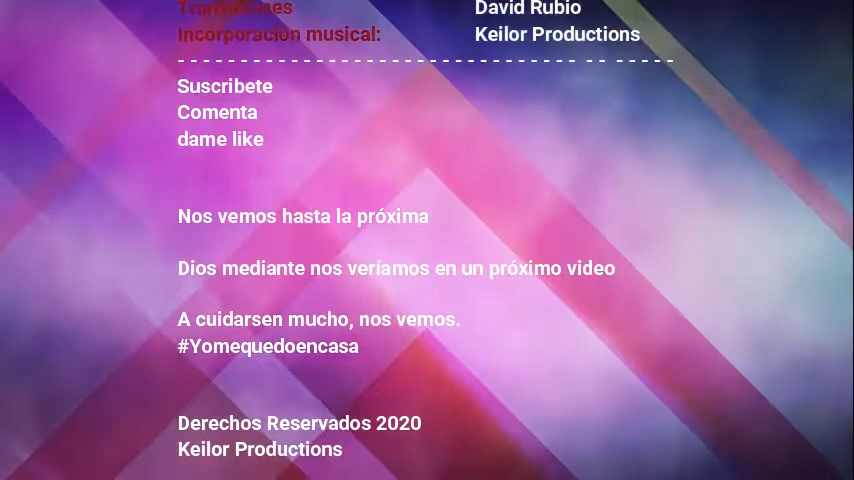 Transiciones David Rubio
Incorporación musical: Keilor Productions
- - - - - - - - - - - - - - - - - - - - - - - - - - - - - - - - - - - - - - - - - - - - - - -
Suscribete
Comenta
dame like
Nos vemos hasta la próxima
Dios mediante nos veríamos en un próximo video
A cuidarsen mucho, nos vemos.
#Yomequedoencasa
Derechos Reservados 2020
Keilor Productions